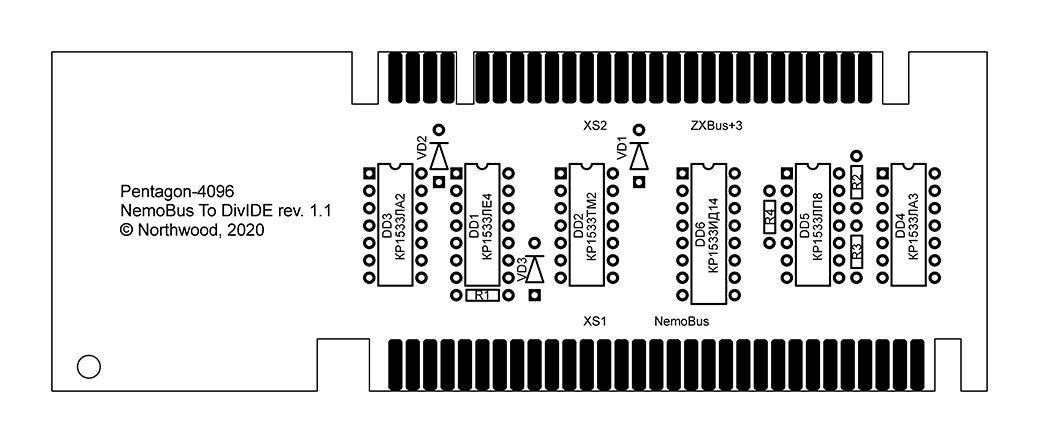 XS2
ZXBus+3
VD2
VD1
Pentagon-4096
NemoBus To DivIDE rev. 1.1
© Northwood, 2020
DD3
КР1533ЛА2
DD1
КР1533ЛЕ4
DD2
КР1533ТМ2
DD6
КР1533ИД14
R4
DD5
КР1533ЛП8
R2
R3
DD4
КР1533ЛА3
VD3
R1
XS1
NemoBus